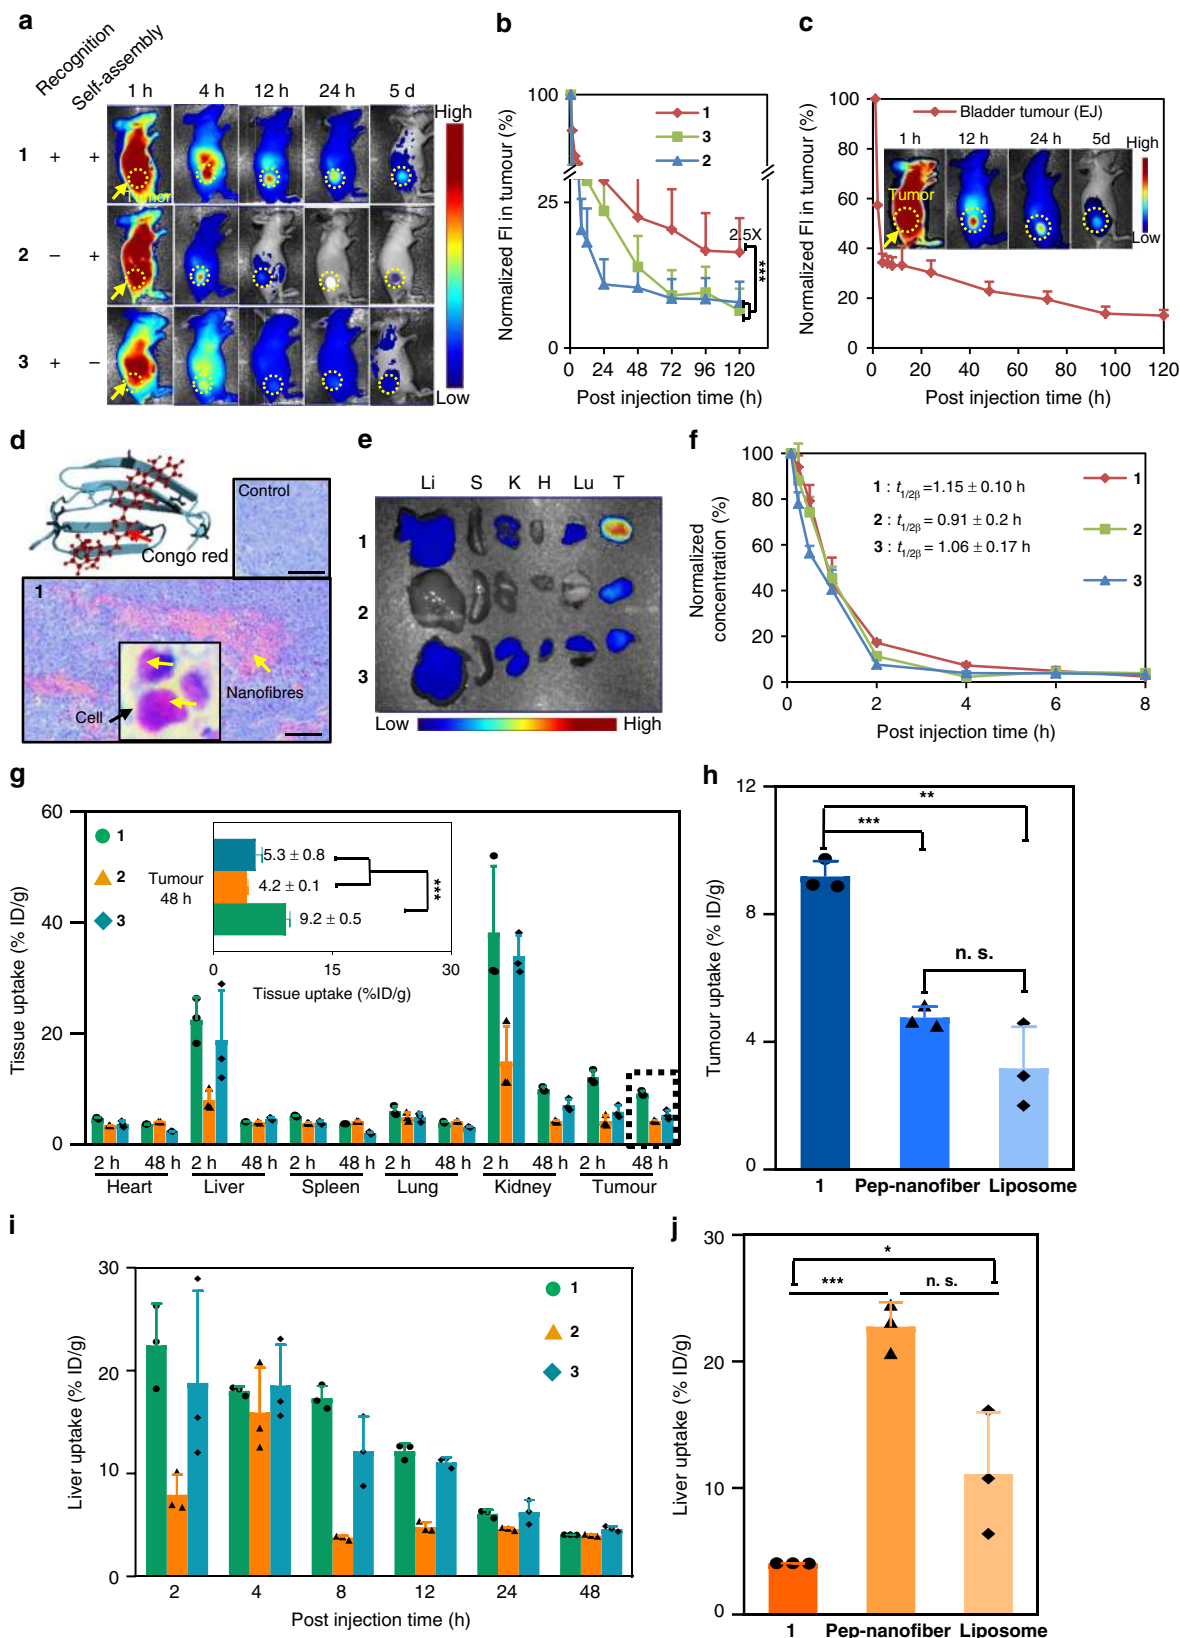 a
Recognition
Self-assembly
1 h 4 h 12 h 24 h 5 d
1 + +
2 − +
3 + −
Tumor
High
Low
b
Normalized FI in tumour (%)
100
25
0
1
3
2
2.5X
***
0 24 48 72 96 120
Post injection time (h)
c
Normalized FI in tumour (%)
100
80
60
40
20
0
Bladder tumour (EJ)
1 h 12 h 24 h 5d
Tumor
High
Low
0 20 40 60 80 100 120
Post injection time (h)
d
Congo red
Control
1
Nanofibres
Cell
e
Li S K H Lu T
1
2
3
Low High
f
Normalized
concentration (%)
100
80
60
40
20
0
1 : t1/2β =1.15 ± 0.10 h
2 : t1/2β = 0.91 ± 0.2 h
3 : t1/2β = 1.06 ± 0.17 h
1
2
3
0 2 4 6 8
Post injection time (h)
g
Tissue uptake (% ID/g)
60
40
20
0
1
2
3
Tumour
48 h
5.3 ± 0.8
4.2 ± 0.1
9.2 ± 0.5
***
0 15 30
Tissue uptake (%ID/g)
2 h 48 h 2 h 48 h 2 h 48 h 2 h 48 h 2 h 48 h 2 h 48 h
Heart Liver Spleen Lung Kidney Tumour
h
Tumour uptake (% ID/g)
12
9
6
4
2
0
**
***
n. s.
1 Pep-nanofiber Liposome
i
Liver uptake (% ID/g)
30
20
10
0
1
2
3
2 4 8 12 24 48
Post injection time (h)
j
Liver uptake (% ID/g)
30
20
10
0
*
***
n. s.
1 Pep-nanofiber Liposome